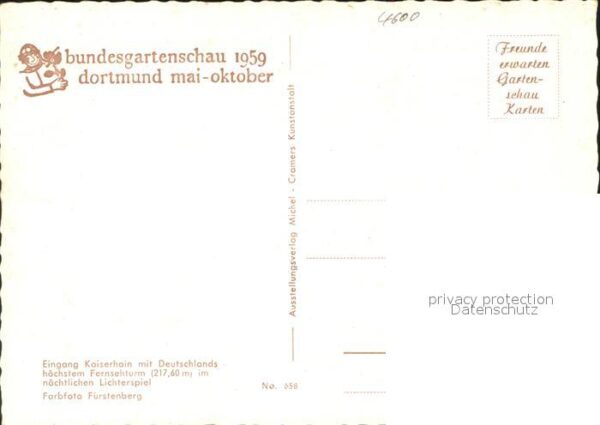 4600
bundesgartenschau 1959
dortmund mai-oktober
Freunde
erwarten
Garten-
schau
Karten
Ausstellungsverlag Michel - Cramers Kunstanstalt
privacy protection
Datenschutz
Eingang Kaiserhain mit Deutschlands
höchstem Fernsehturm (217,60 m) im
nächtlichen Lichterspiel
No. 658
Farbfoto Fürstenberg